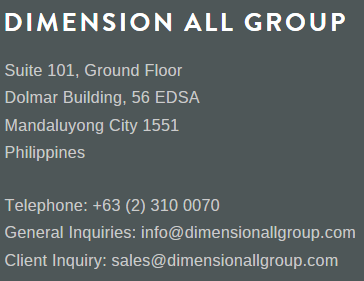 DIMENSION ALL GROUP
Suite 101, Ground Floor
Dolmar Building, 56 EDSA
Mandaluyong City 1551
Philippines
Telephone: +63 (2) 310 0070
General Inquiries: info@dimensionallgroup.com
Client Inquiry: sales@dimensionallgroup.com